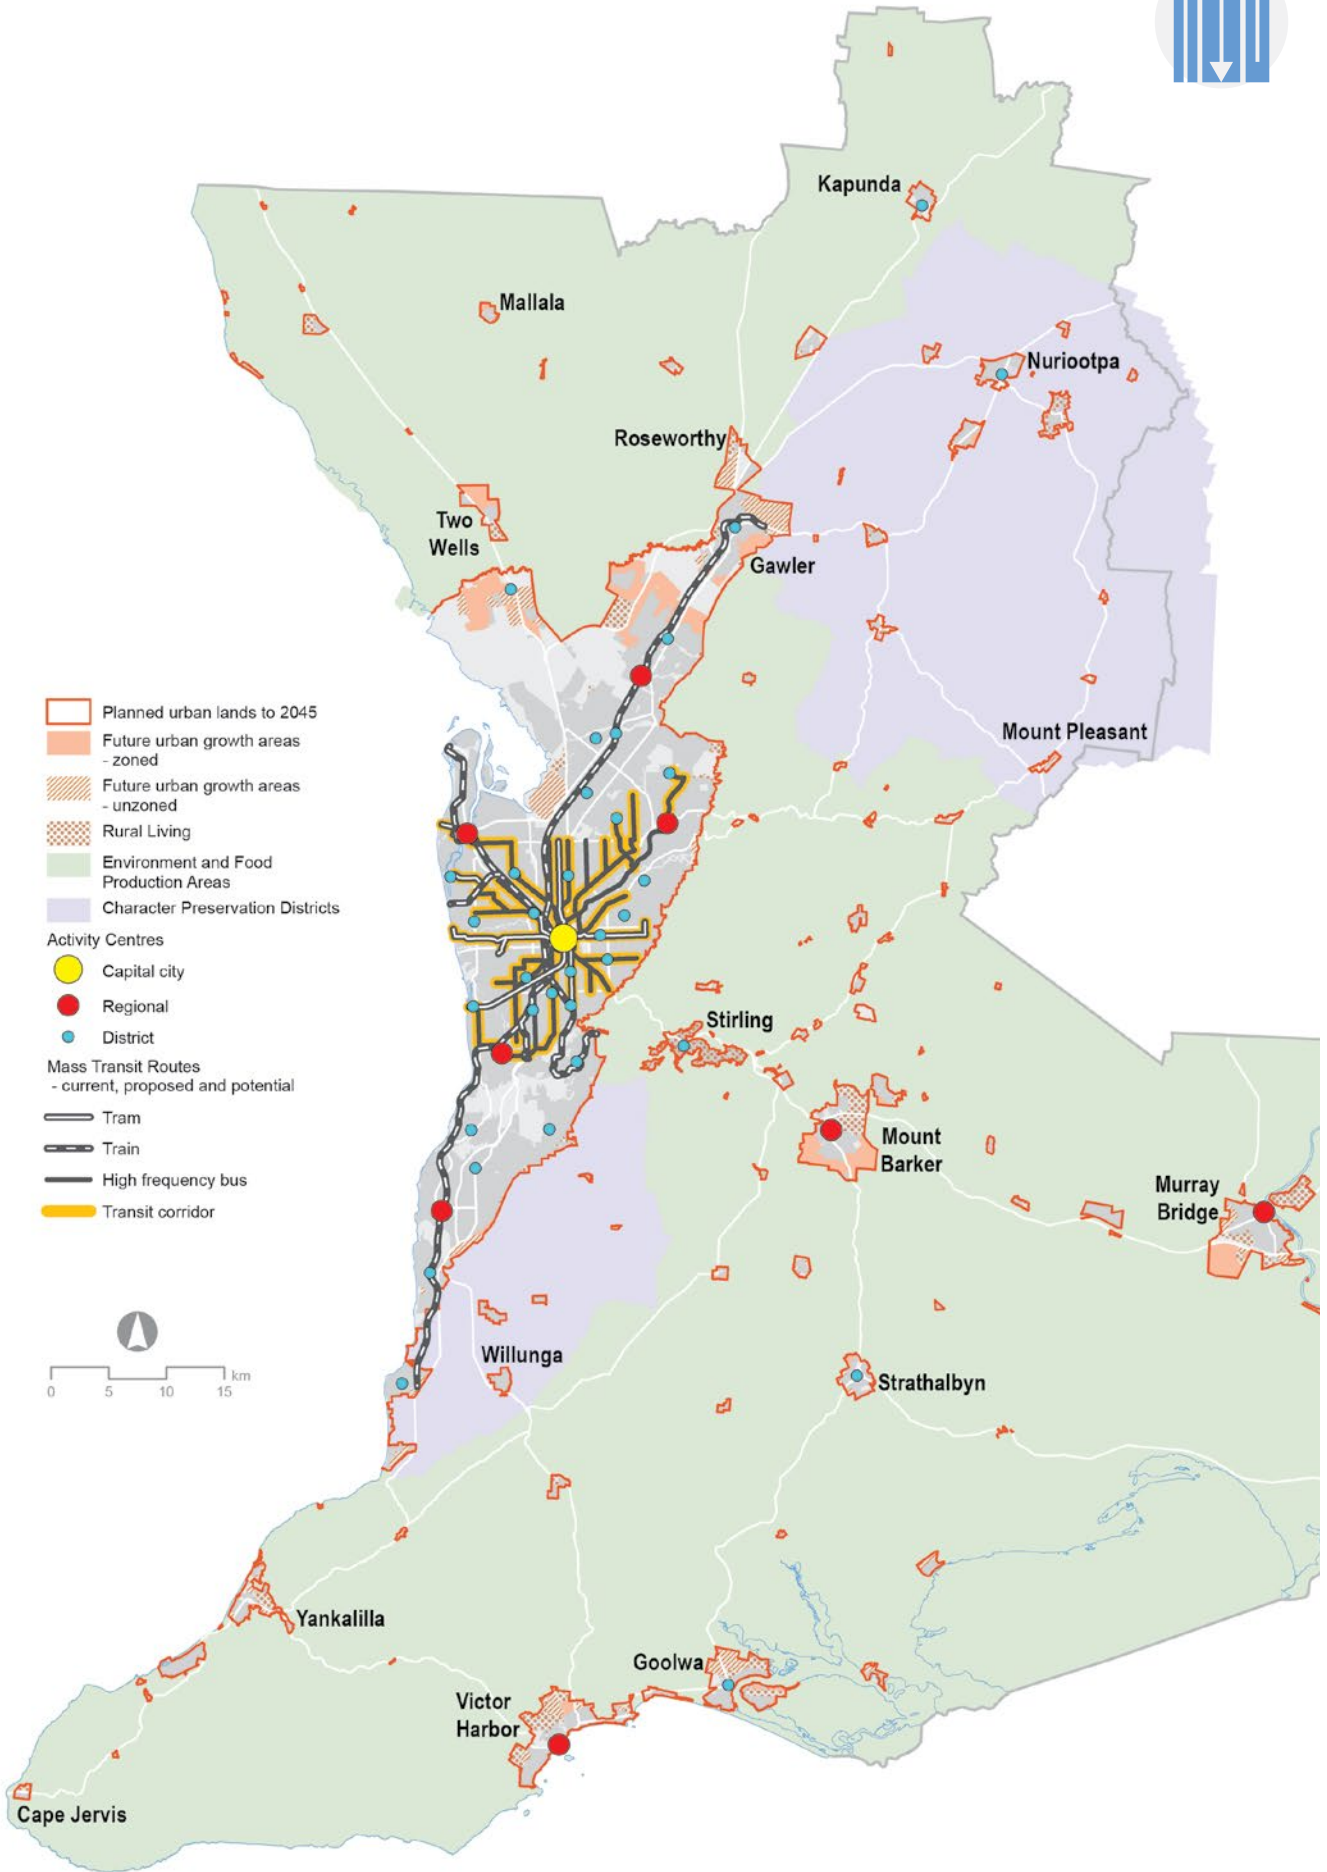 Kapunda
Mallala
Nuriootpa
Roseworthy
Two
Wells
Gawler
Mount Pleasant
Planned urban lands to 2045
Future urban growth areas
- zoned
Future urban growth areas
- unzoned
Rural Living
Environment and Food
Production Areas
Character Preservation Districts
Activity Centres
Capital city
Regional
District
Mass Transit Routes
- current, proposed and potential
Tram
Train
High frequency bus
Transit corridor
km
0 5 10 15
Stirling
Mount
Barker
Murray
Bridge
Willunga
Strathalbyn
Yankalilla
Goolwa
Victor
Harbor
Cape Jervis